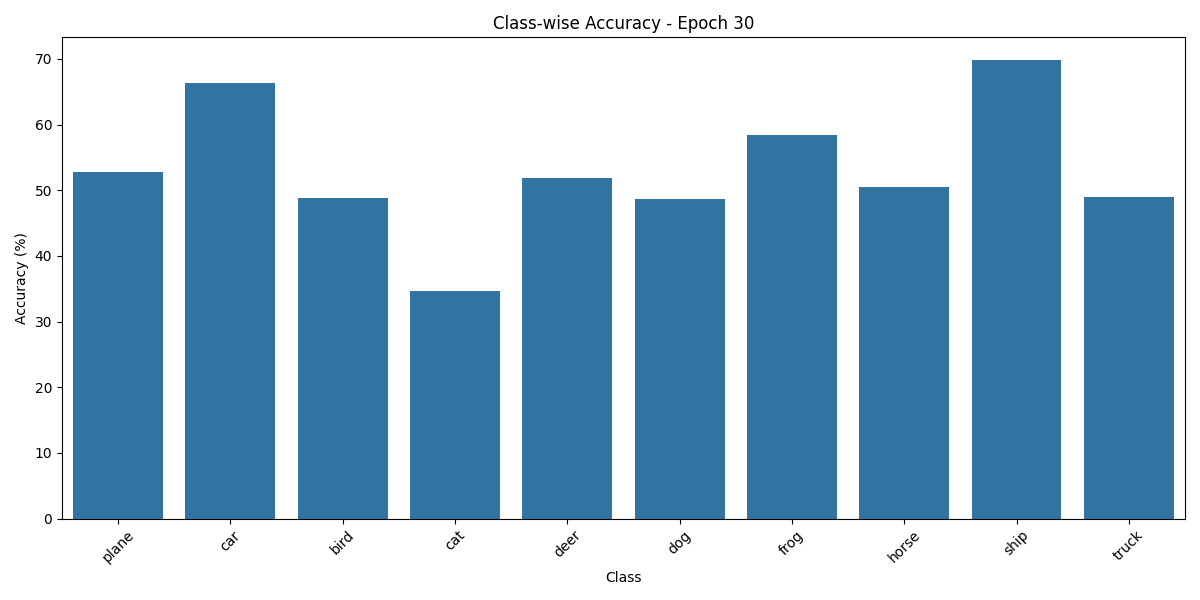 Class-wise Accuracy - Epoch 30
Accuracy (%)
70
60
50
40
30
20
10
0
plane
car
bird
cat
deer
dog
frog
horse
ship
truck
Class